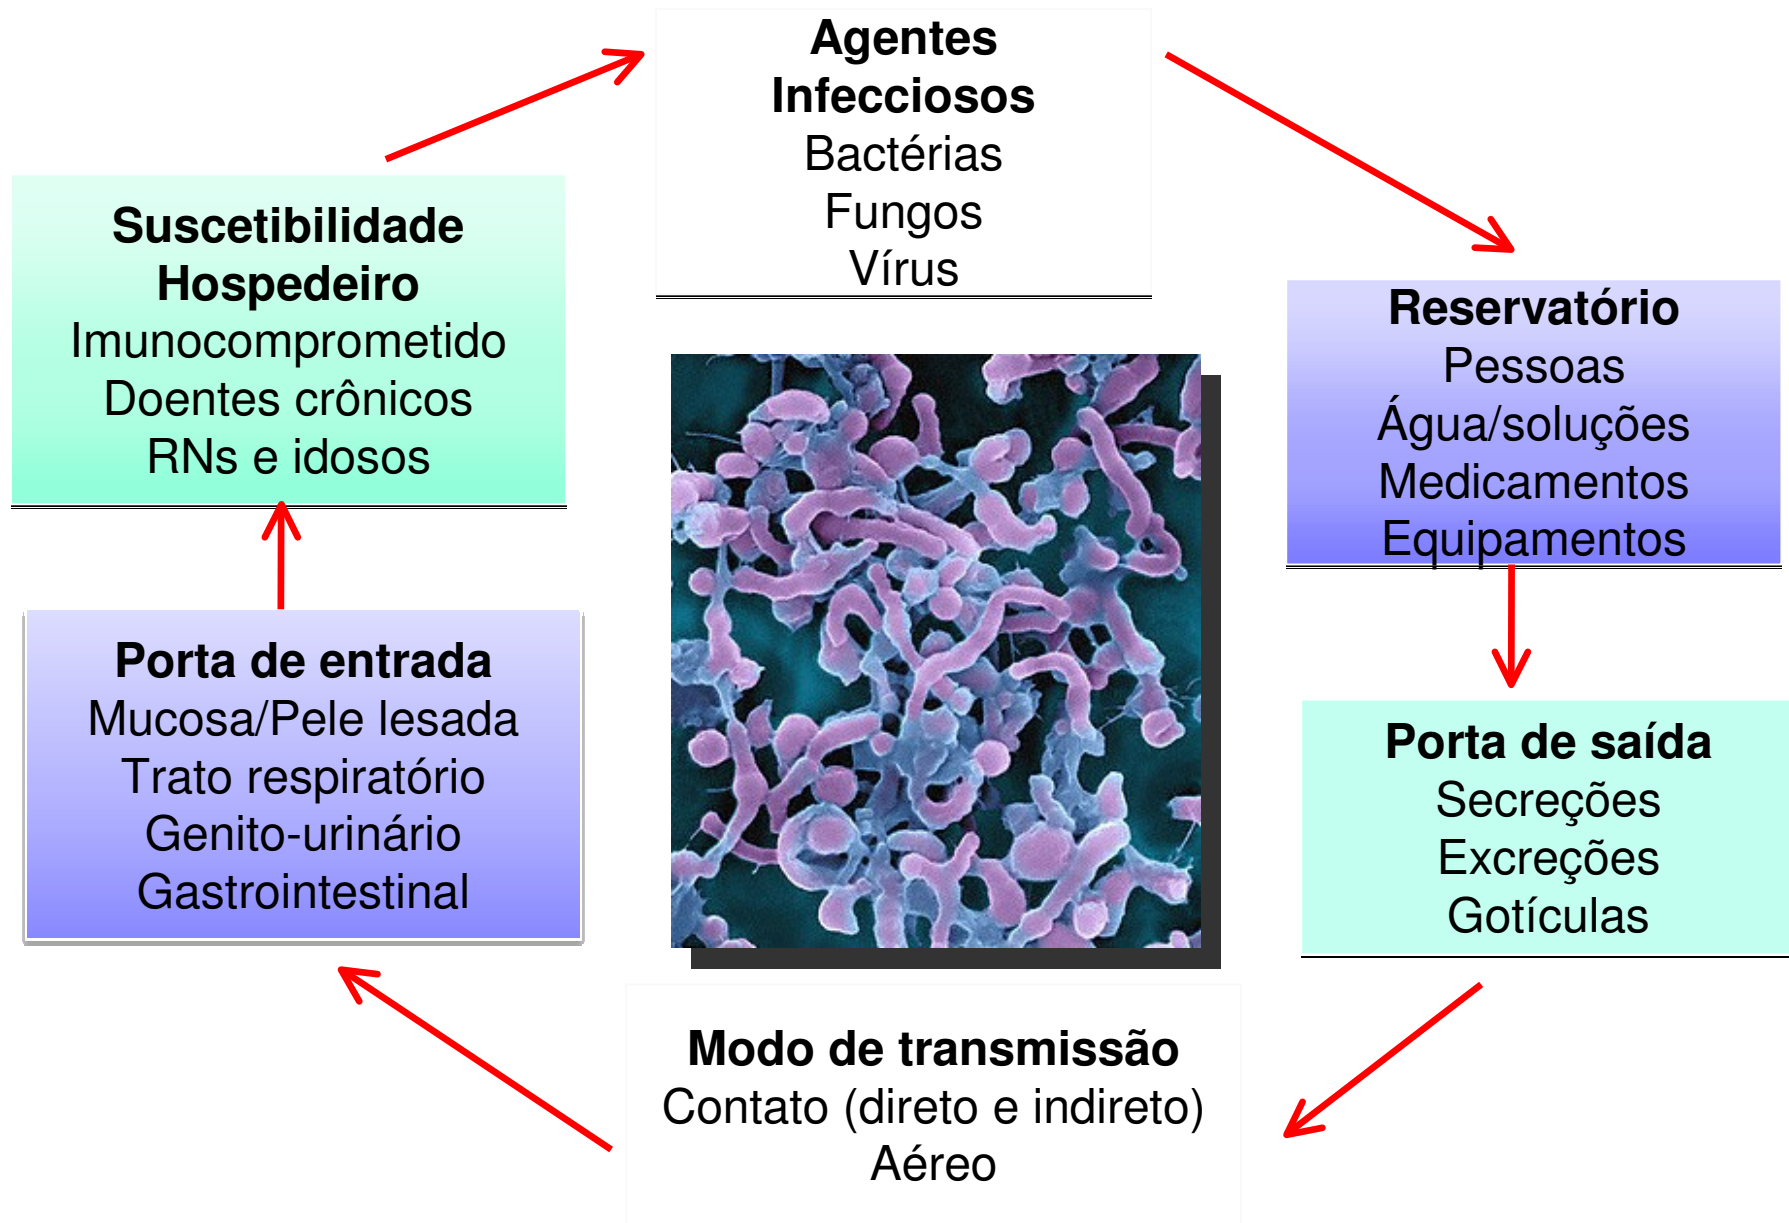 Agentes
Infecciosos
Bactérias
Fungos
Vírus
Reservatório
Pessoas
Água/soluções
Medicamentos
Equipamentos
Porta de saída
Secreções
Excreções
Gotículas
Modo de transmissão
Contato (direto e indireto)
Aéreo
Porta de entrada
Mucosa/Pele lesada
Trato respiratório
Genito-urinário
Gastrointestinal
Suscetibilidade
Hospedeiro
Imunocomprometido
Doentes crônicos
RNs e idosos